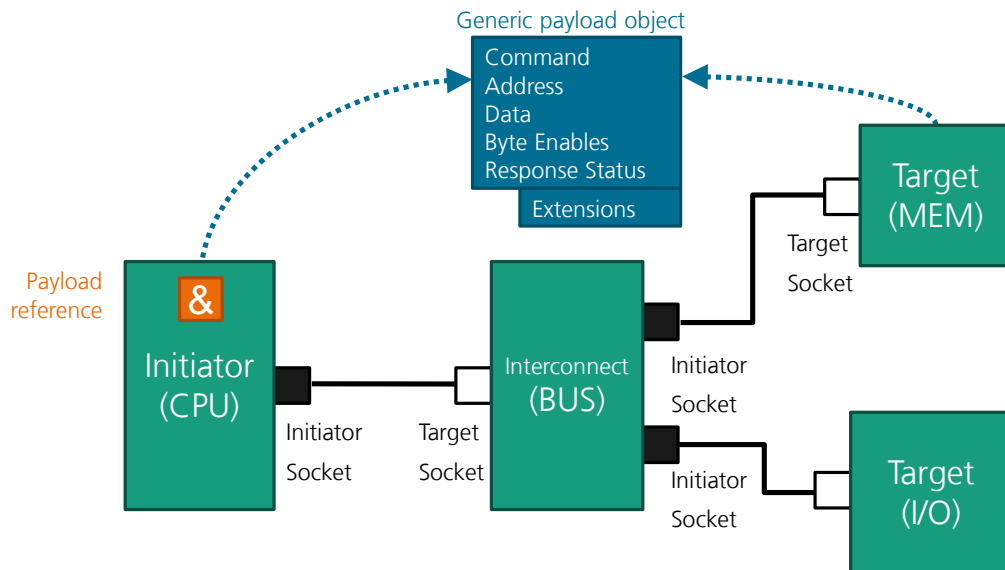 Generic payload object
Command
Address
Data
Byte Enables
Response Status
Extensions
Target
(MEM)
Target
Socket
Payload
reference
&
Initiator
(CPU)
Initiator
Socket
Target
Socket
Interconnect
(BUS)
Initiator
Socket
Initiator
Socket
Target
(I/O)